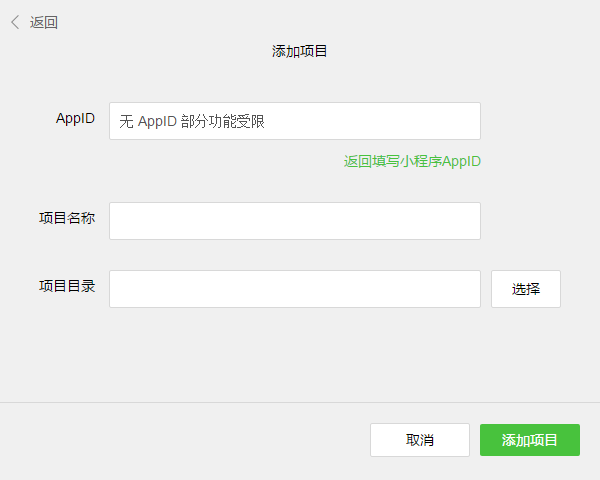 返回
添加项目
AppID
无 AppID 部分功能受限
返回填写小程序AppID
项目名称
项目目录
选择
取消
添加项目